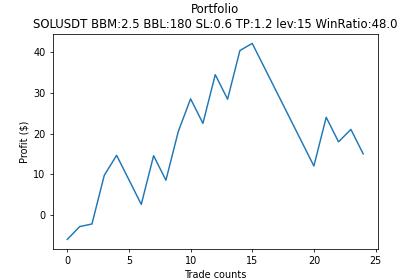 Portfolio
SOLUSDT BBM:2.5 BBL:180 SL:0.6 TP:1.2 lev:15 WinRatio:48.0
40
30
20
10
0
Profit ($)
0 5 10 15 20 25
Trade counts